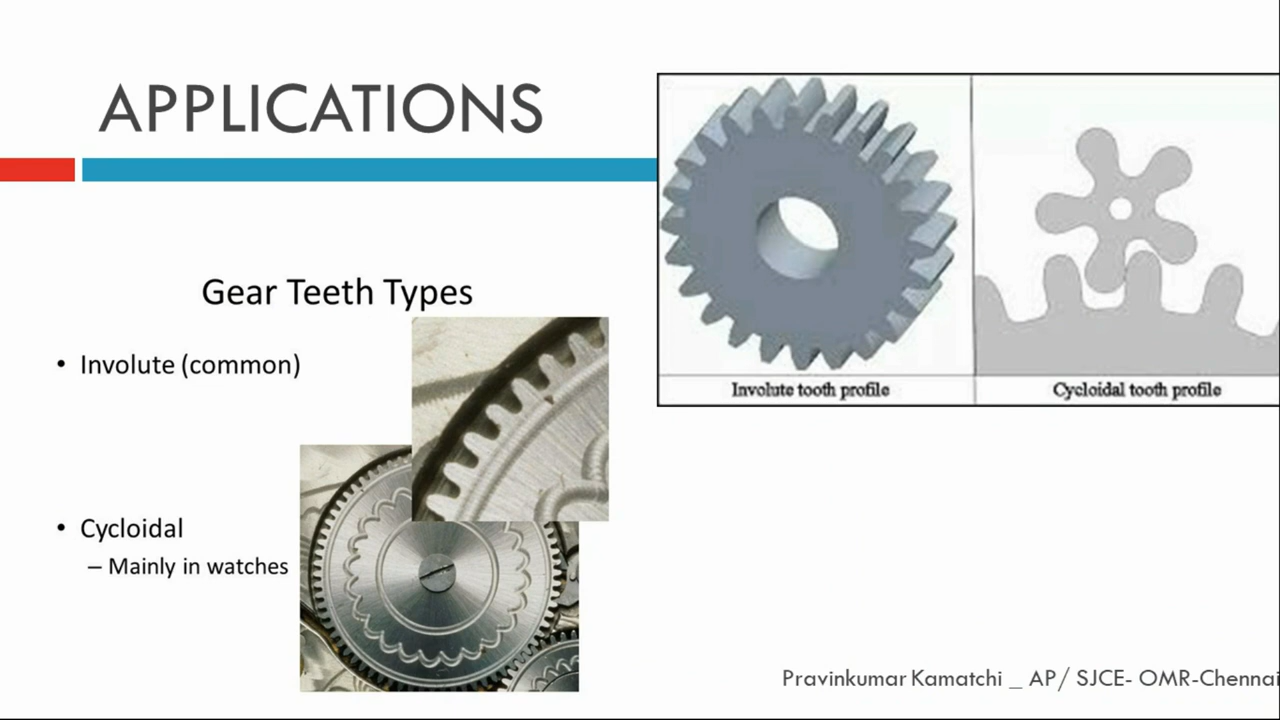 APPLICATIONS
Gear Teeth Types
• Involute (common)
• Cycloidal
– Mainly in watches
Involute tooth profile
Cycloidal tooth profile
Pravinkumar Kamatchi _ AP/ SJCE- OMR-Chennai